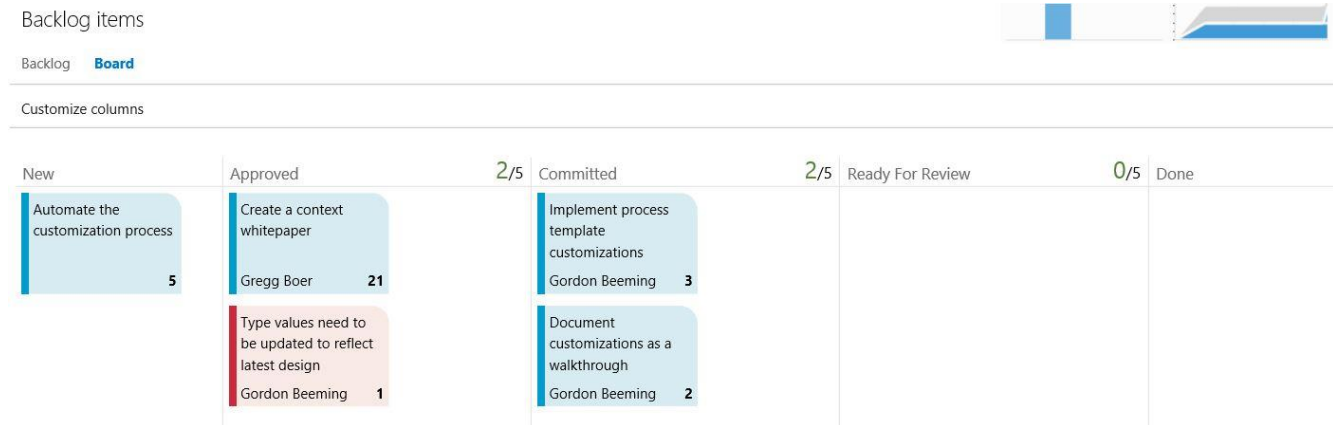 Backlog items
Backlog Board
Customize columns
New Approved 2/5 Committed 2/5 Ready For Review 0/5 Done
Automate the
customization process
5
Create a context
whitepaper
Gregg Boer 21
Type values need to
be updated to reflect
latest design
Gordon Beeming 1
Implement process
template
customizations
Gordon Beeming 3
Document
customizations as a
walkthrough
Gordon Beeming 2